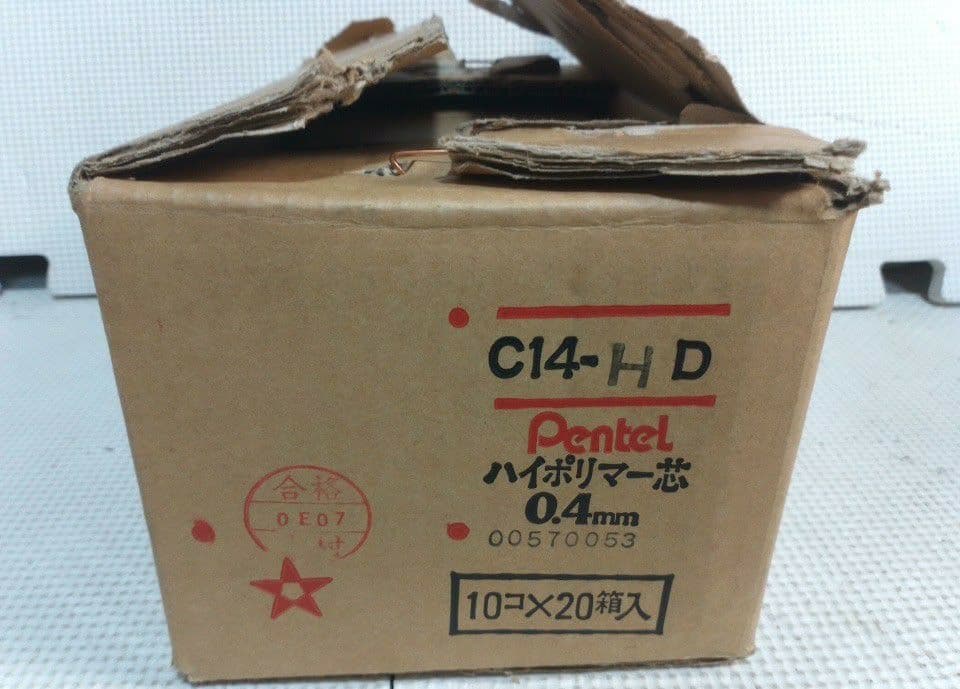 C14-HD
Pentel
ハイポリマー芯
0.4mm
00570053
10コ×20箱入
合格
0E07